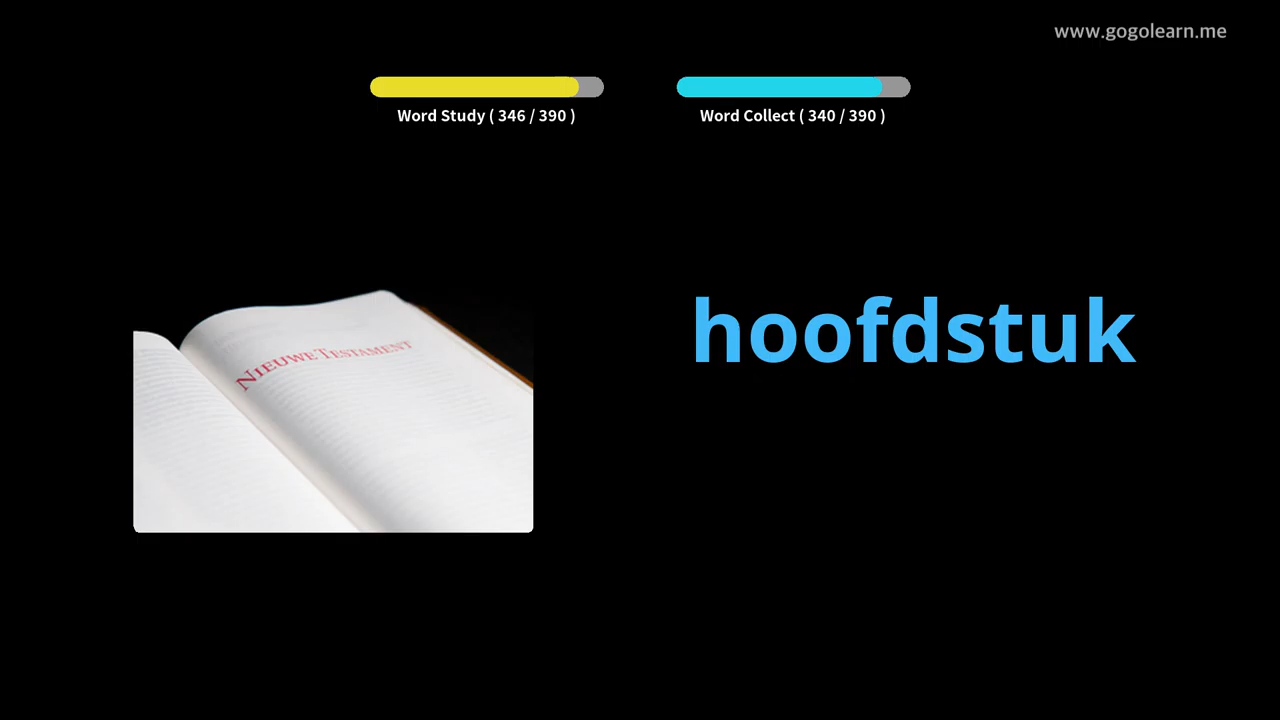 www.gogolearn.me
Word Study ( 346 / 390 )
Word Collect ( 340 / 390 )
NIEUWE TESTAMENT
hoofdstuk